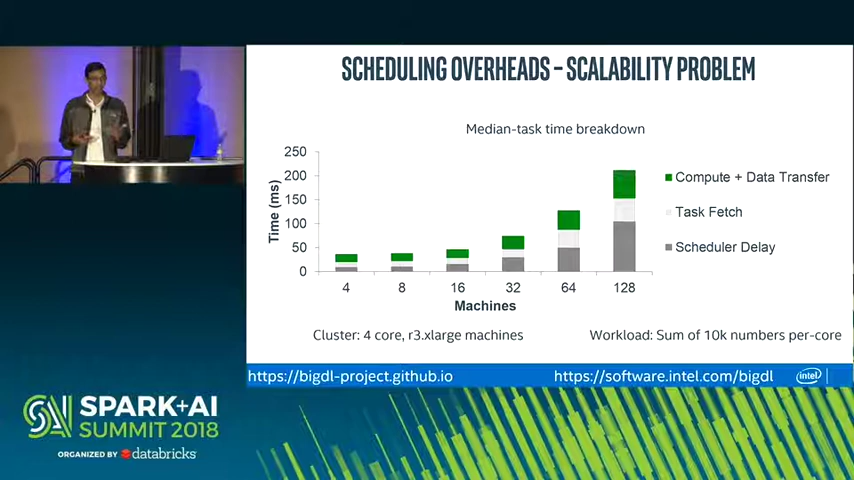 SCHEDULING OVERHEADS – SCALABILITY PROBLEM
Median-task time breakdown
250
200
150
100
50
0
Time (ms)
4 8 16 32 64 128
Machines
Compute + Data Transfer
Task Fetch
Scheduler Delay
Cluster: 4 core, r3.xlarge machines
Workload: Sum of 10k numbers per-core
https://bigdl-project.github.io
https://software.intel.com/bigdl
intel
SPARK+AI
SUMMIT 2018
ORGANIZED BY databricks